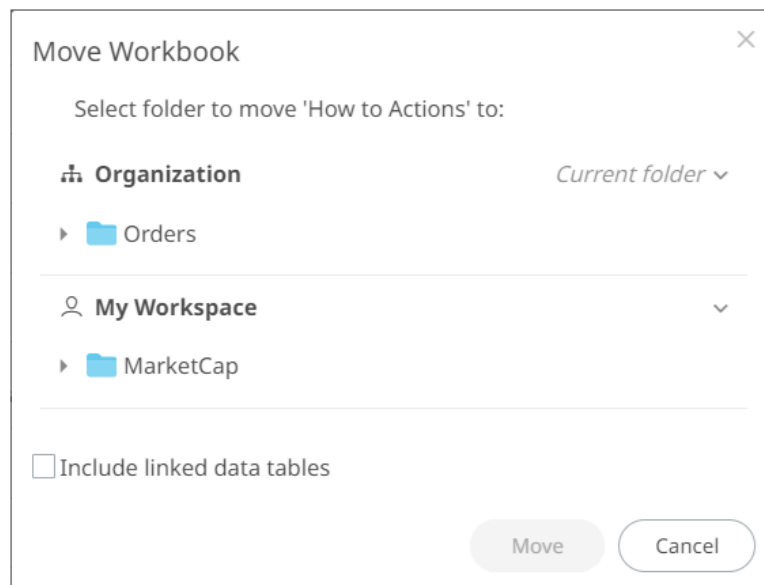 Move Workbook
Select folder to move 'How to Actions' to:
Organization Current folder
Orders
My Workspace
MarketCap
Include linked data tables
Move Cancel